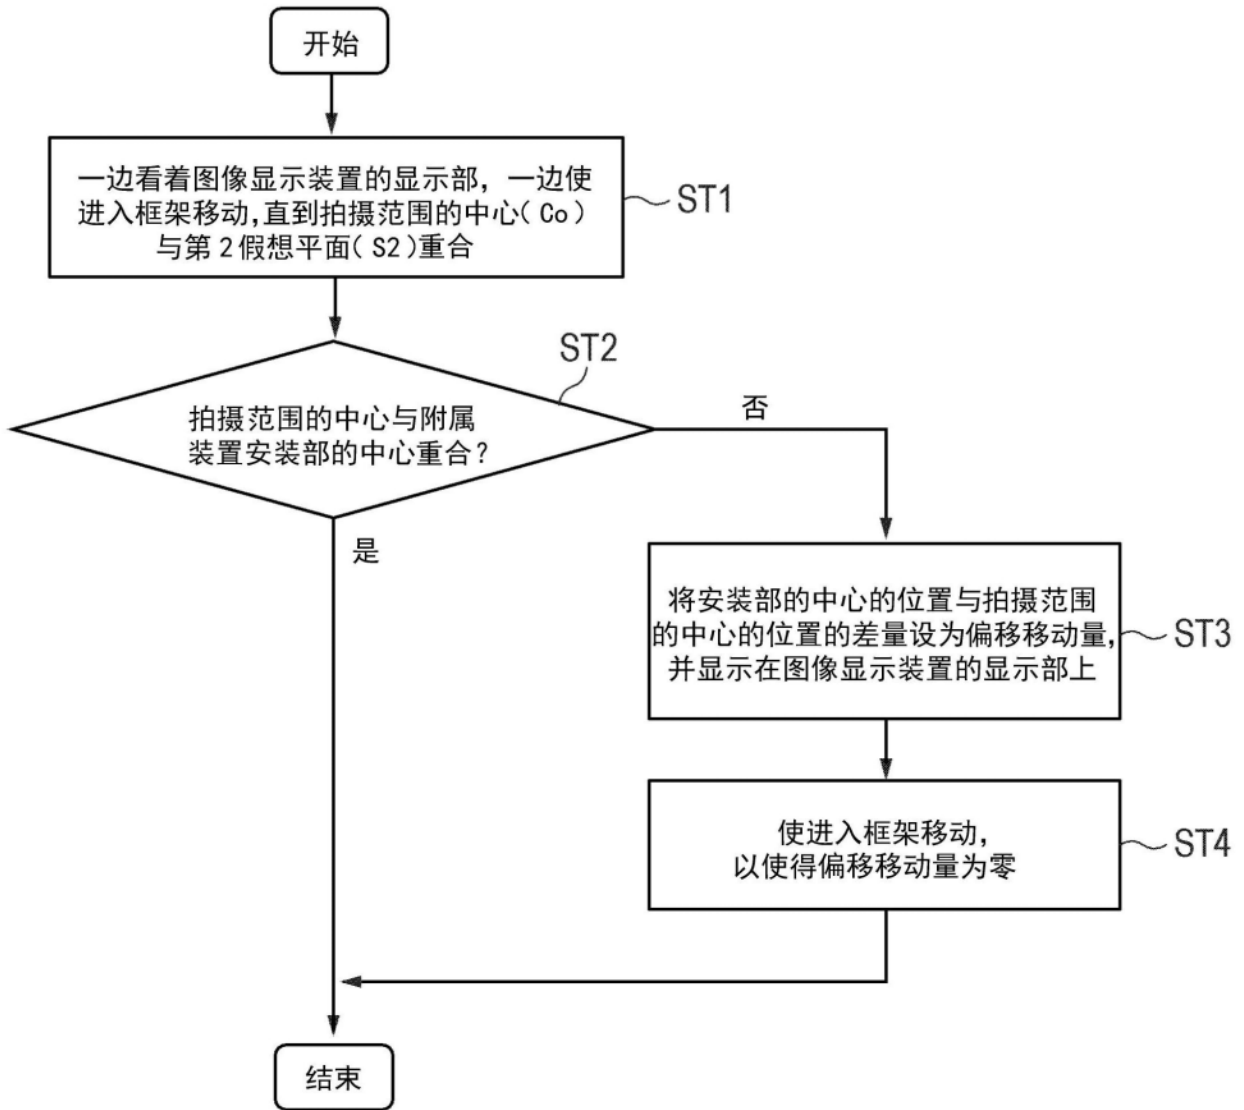 开始
一边看着图像显示装置的显示部，一边使
进入框架移动,直到拍摄范围的中心(Co)
与第2假想平面(S2)重合
ST1
ST2
拍摄范围的中心与附属
装置安装部的中心重合?
否
是
将安装部的中心的位置与拍摄范围
的中心的位置的差量设为偏移移动量,
并显示在图像显示装置的显示部上
ST3
使进入框架移动,
以使得偏移移动量为零
ST4
结束